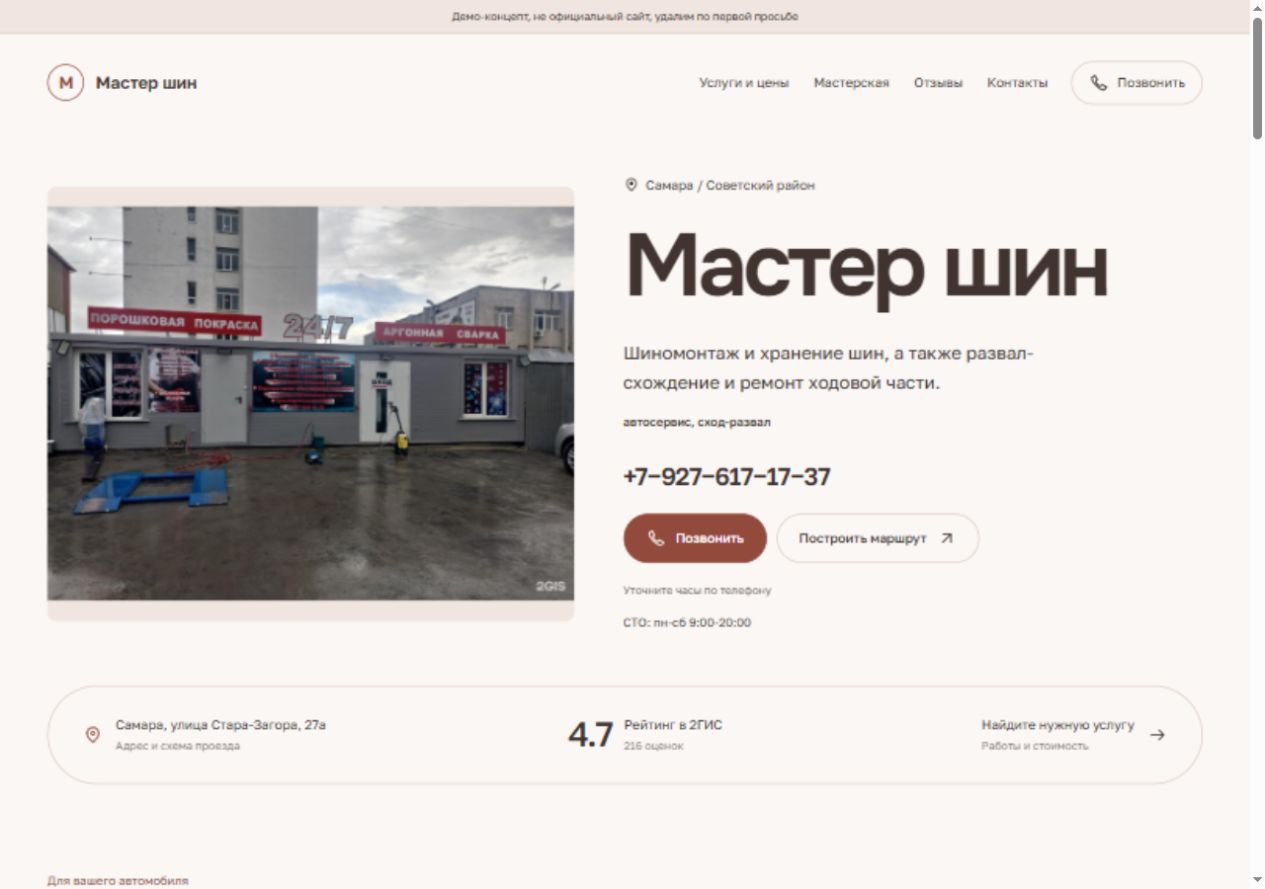 Демо-концепт, не официальный сайт, удалим по первой просьбе
М Мастер шин
Услуги и цены Мастерская Отзывы Контакты Позвонить
Самара / Советский район
Мастер шин
ПОРОШКОВАЯ ПОКРАСКА 24/7 АРГОННАЯ СВАРКА
2GIS
Шиномонтаж и хранение шин, а также развал-
схождение и ремонт ходовой части.
автосервис, сход-развал
+7–927–617–17–37
Позвонить Построить маршрут
Уточните часы по телефону
СТО: пн-сб 9:00-20:00
Самара, улица Стара-Загора, 27а
Адрес и схема проезда
4.7 Рейтинг в 2ГИС
216 оценок
Найдите нужную услугу
Работы и стоимость
Для вашего автомобиля